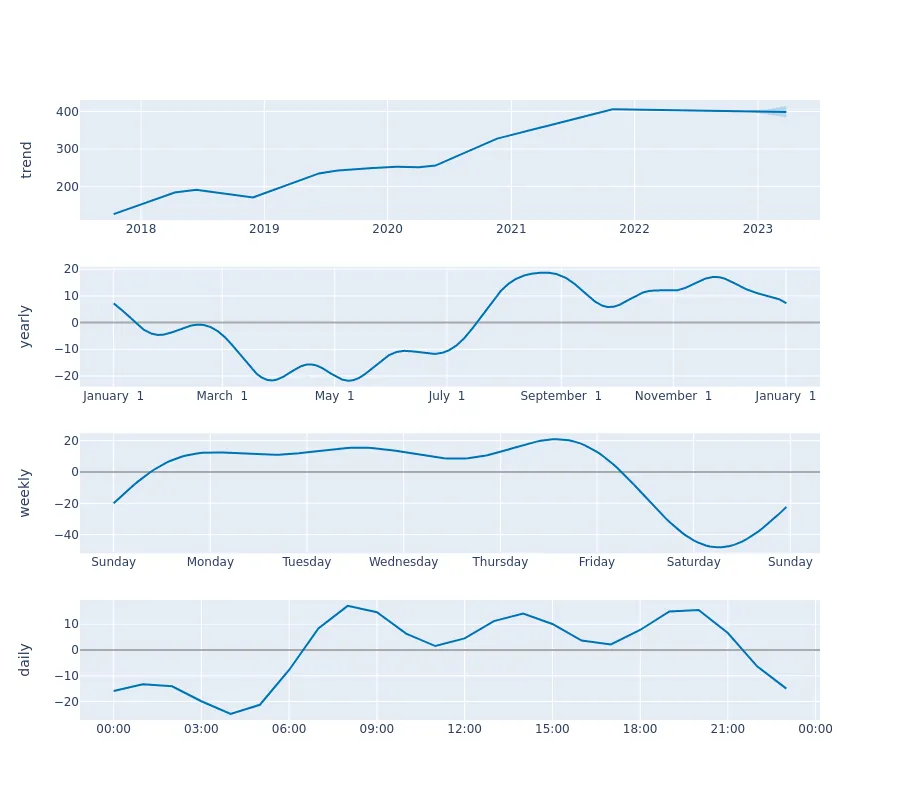 trend
400
300
200
2018 2019 2020 2021 2022 2023
yearly
20
10
0
−10
−20
January 1 March 1 May 1 July 1 September 1 November 1 January 1
weekly
20
0
−20
−40
Sunday Monday Tuesday Wednesday Thursday Friday Saturday Sunday
daily
10
0
−10
−20
00:00 03:00 06:00 09:00 12:00 15:00 18:00 21:00 00:00